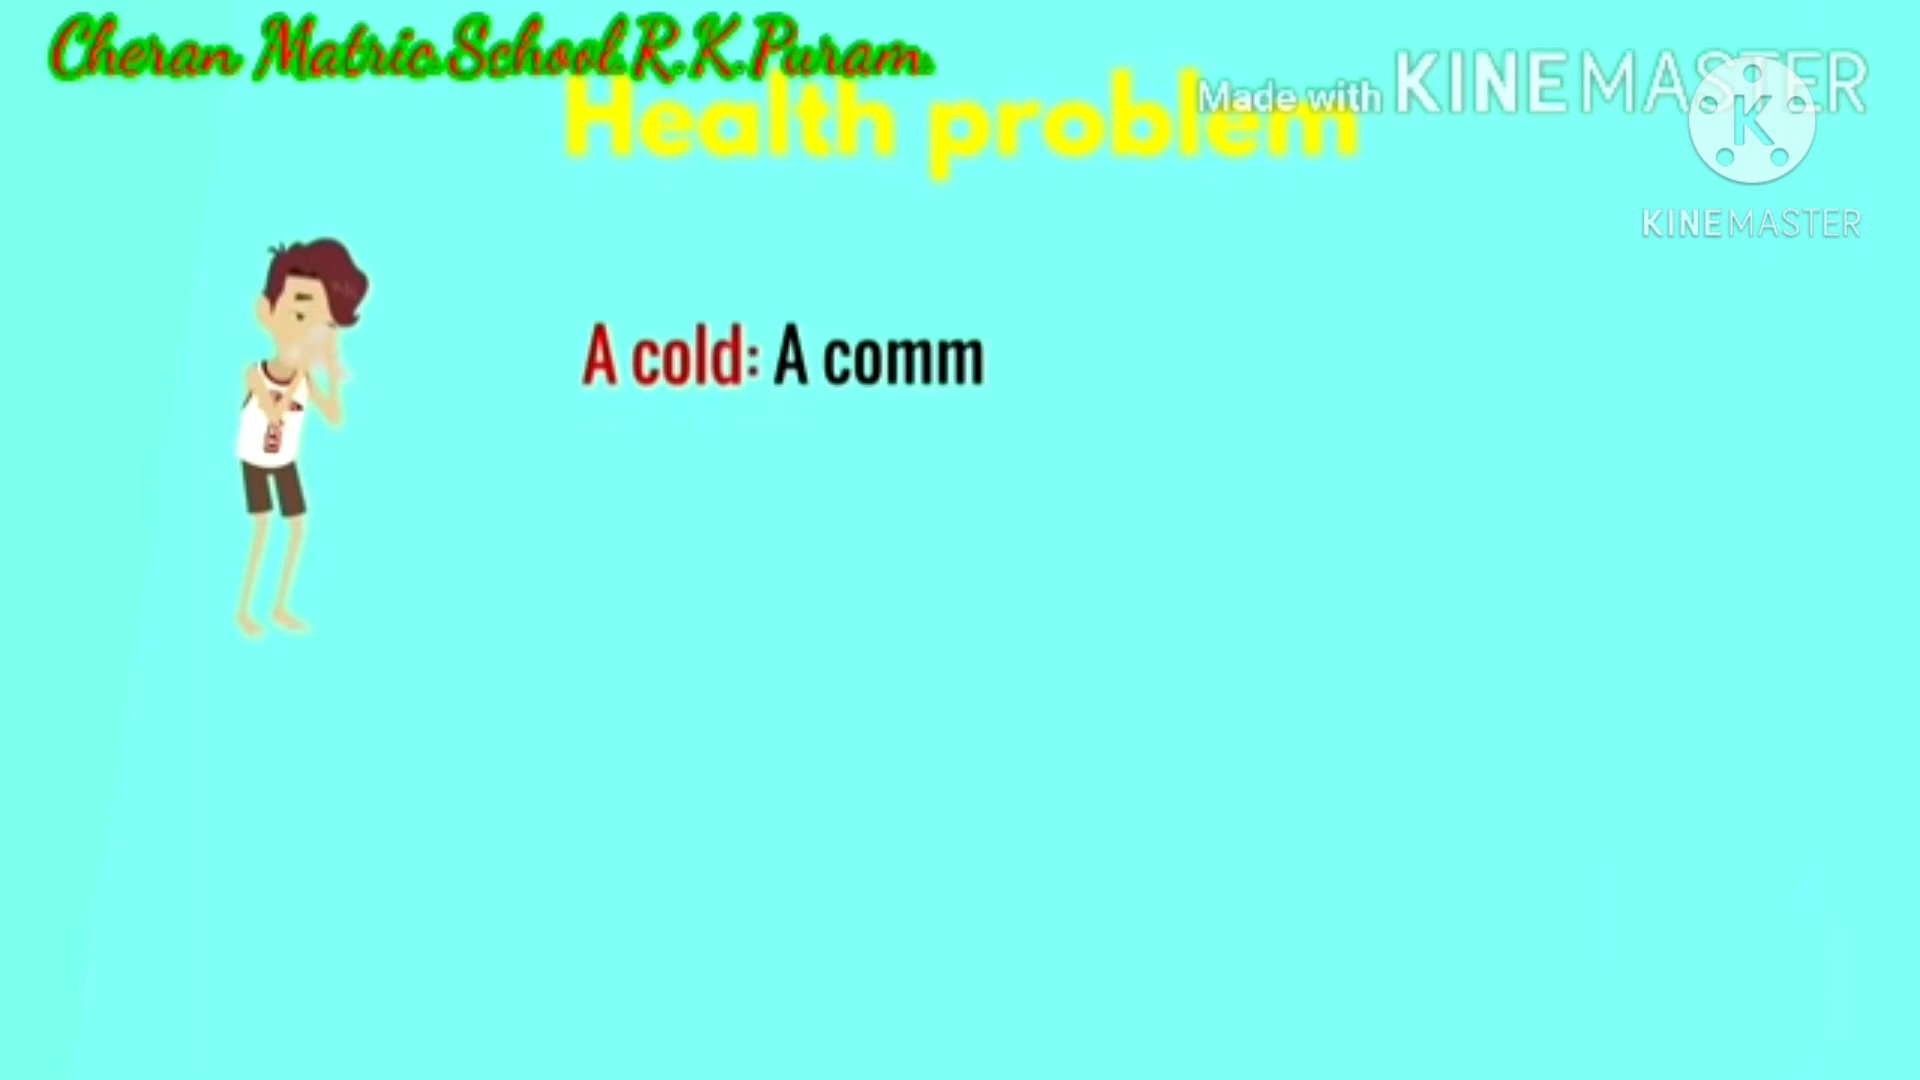 Cheran Matric.School.R.K.Puram.
Made with KINEMASTER
Health problem
K
KINEMASTER
A cold: A comm